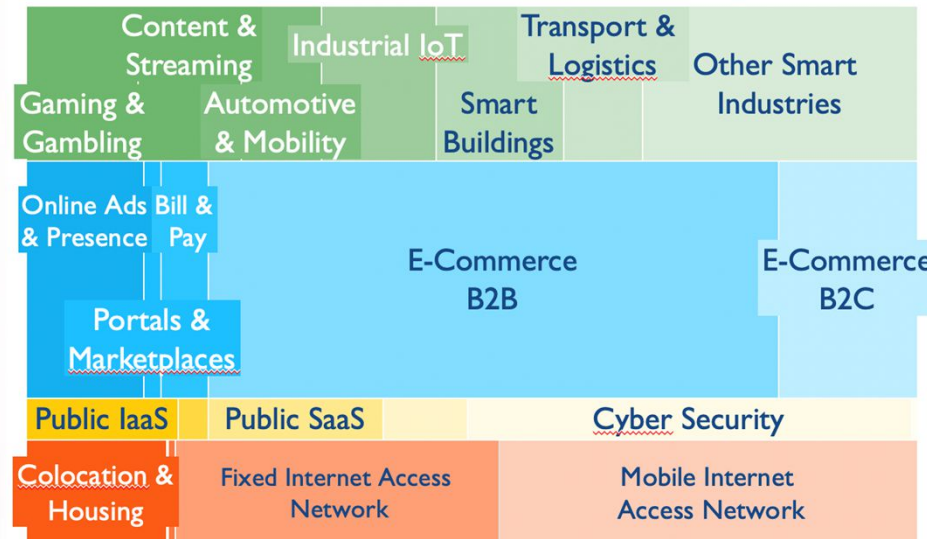 Content &
Streaming
Industrial IoT
Transport &
Logistics
Other Smart
Industries
Gaming &
Gambling
Automotive
& Mobility
Smart
Buildings
Online Ads
& Presence
Bill &
Pay
E-Commerce
B2B
E-Commerce
B2C
Portals &
Marketplaces
Public IaaS
Public SaaS
Cyber Security
Colocation &
Housing
Fixed Internet Access
Network
Mobile Internet
Access Network